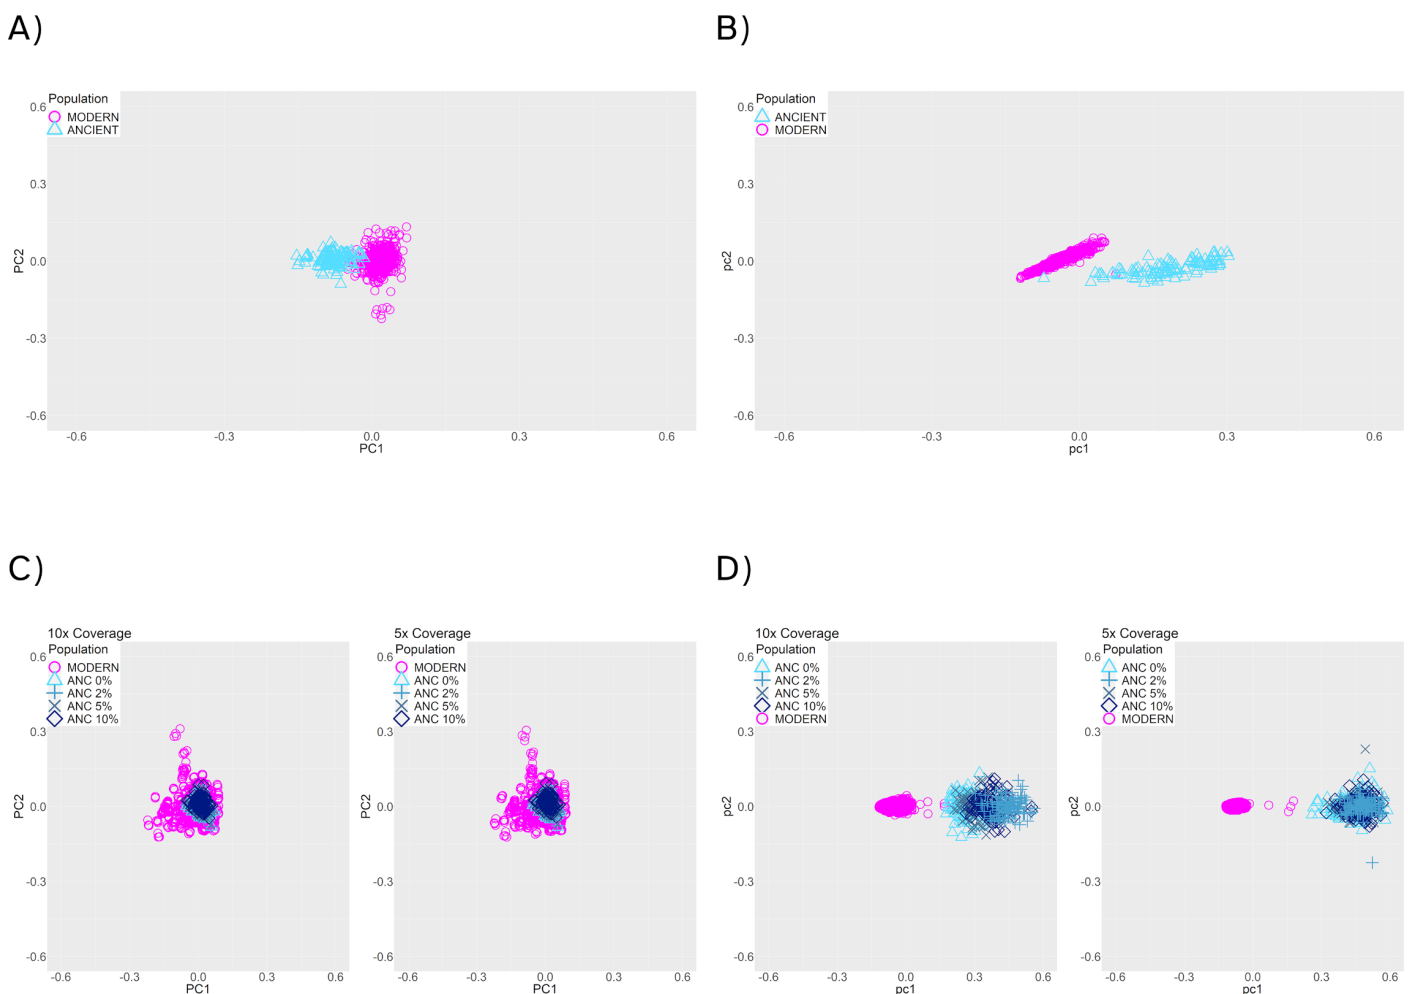 A)
Population
MODERN
ANCIENT
0.6
0.3
0.0
-0.3
-0.6
PC2
-0.6
-0.3
0.0
0.3
0.6
PC1
B)
Population
ANCIENT
MODERN
0.6
0.3
0.0
-0.3
-0.6
pc2
-0.6
-0.3
0.0
0.3
0.6
pc1
C)
10x Coverage
Population
MODERN
ANC 0%
ANC 2%
ANC 5%
ANC 10%
0.6
0.3
0.0
-0.3
-0.6
PC2
-0.6
-0.3
0.0
0.3
0.6
PC1
5x Coverage
Population
MODERN
ANC 0%
ANC 2%
ANC 5%
ANC 10%
0.6
0.3
0.0
-0.3
-0.6
PC2
-0.6
-0.3
0.0
0.3
0.6
PC1
D)
10x Coverage
Population
ANC 0%
ANC 2%
ANC 5%
ANC 10%
MODERN
0.6
0.3
0.0
-0.3
-0.6
pc2
-0.6
-0.3
0.0
0.3
0.6
pc1
5x Coverage
Population
ANC 0%
ANC 2%
ANC 5%
ANC 10%
MODERN
0.6
0.3
0.0
-0.3
-0.6
pc2
-0.6
-0.3
0.0
0.3
0.6
pc1